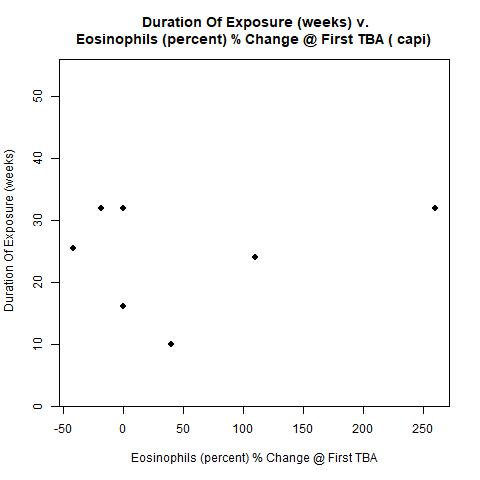 Duration Of Exposure (weeks) v.
Eosinophils (percent) % Change @ First TBA ( capi)
Duration Of Exposure (weeks)
50
40
30
20
10
0
-50 0 50 100 150 200 250
Eosinophils (percent) % Change @ First TBA